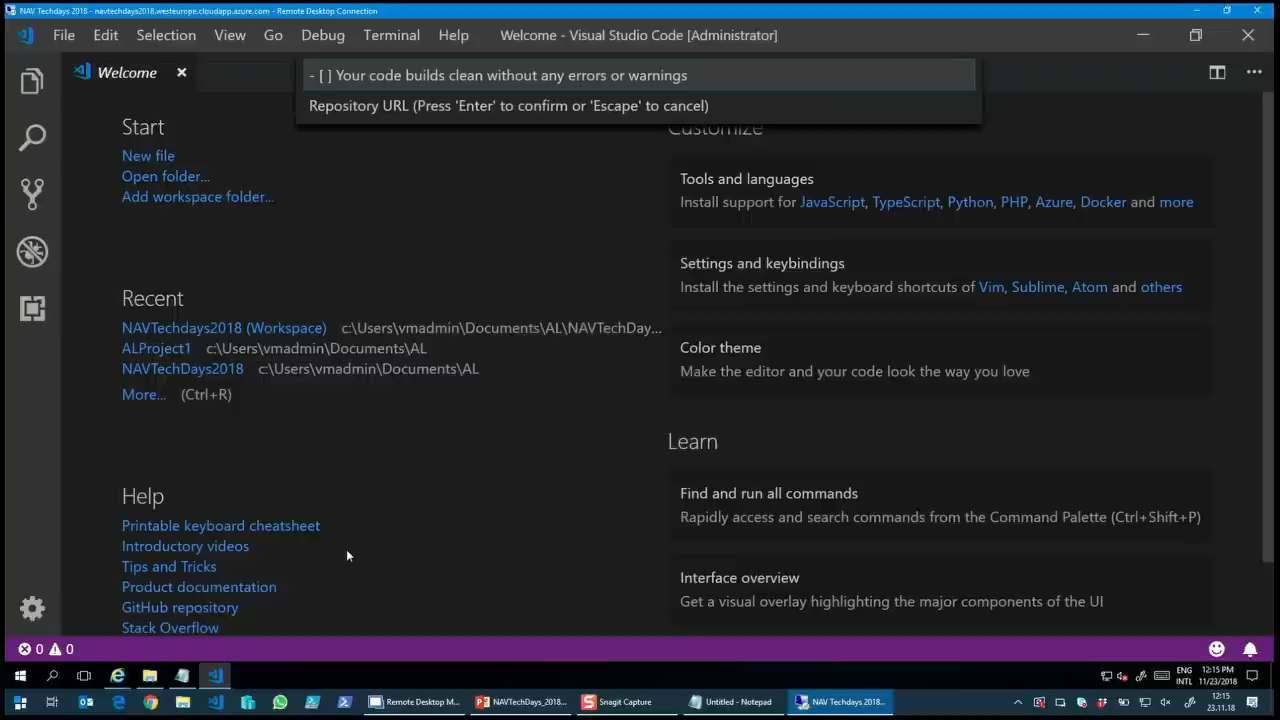 NAV Techdays 2018 - navtechdays2018.westeurope.cloudapp.azure.com - Remote Desktop Connection
File Edit Selection View Go Debug Terminal Help Welcome - Visual Studio Code [Administrator]
Welcome
- [ ] Your code builds clean without any errors or warnings
Repository URL (Press 'Enter' to confirm or 'Escape' to cancel)
Start
New file
Open folder...
Add workspace folder...
Recent
NAVTechdays2018 (Workspace) c:\Users\vmadmin\Documents\AL\NAVTechDay...
ALProject1 c:\Users\vmadmin\Documents\AL
NAVTechDays2018 c:\Users\vmadmin\Documents\AL
More... (Ctrl+R)
Help
Printable keyboard cheatsheet
Introductory videos
Tips and Tricks
Product documentation
GitHub repository
Stack Overflow
Customize
Tools and languages
Install support for JavaScript, TypeScript, Python, PHP, Azure, Docker and more
Settings and keybindings
Install the settings and keyboard shortcuts of Vim, Sublime, Atom and others
Color theme
Make the editor and your code look the way you love
Learn
Find and run all commands
Rapidly access and search commands from the Command Palette (Ctrl+Shift+P)
Interface overview
Get a visual overlay highlighting the major components of the UI
0 0
ENG 12:15 PM
INTL 11/23/2018
Remote Desktop M... NAVTechDays_2018... Snagit Capture Untitled - Notepad NAV Techdays 2018... 12:15
23.11.18